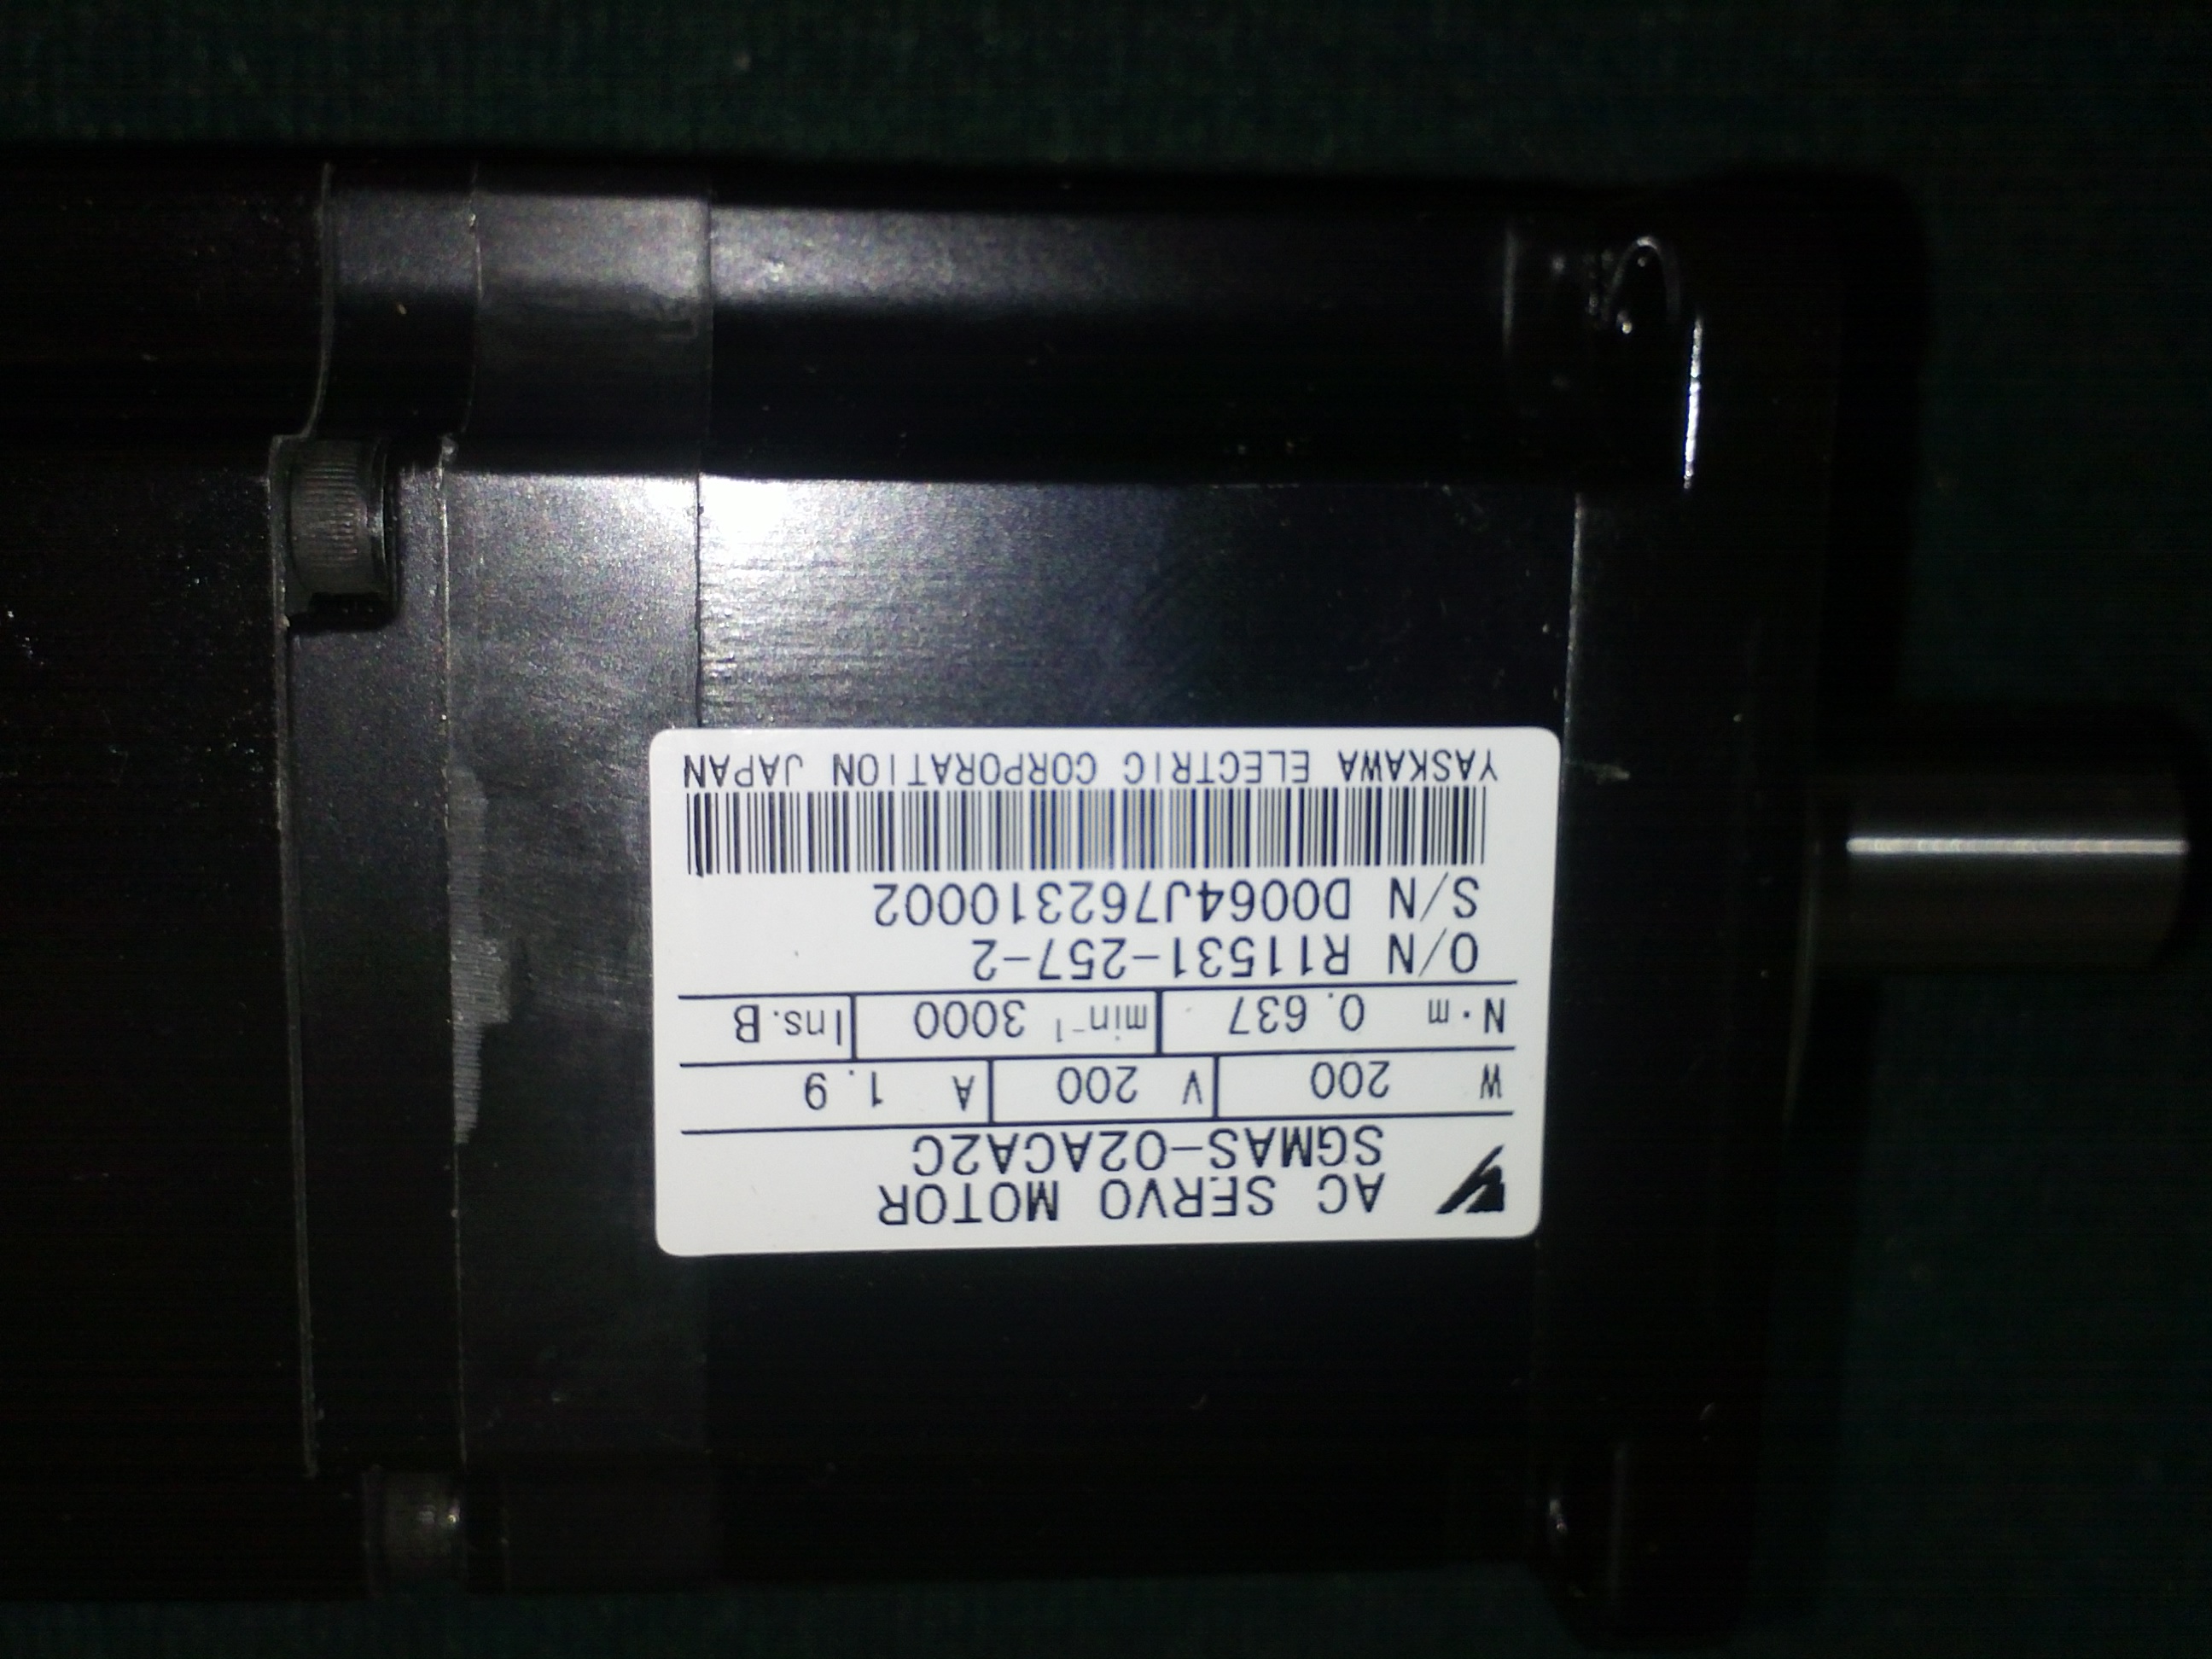 AC SERVO MOTOR
SGMAS-02ACA2C
W 200 V 200 A 1.9
N·m 0.637 min⁻¹ 3000 Ins.B
O/N R11531-257-2
S/N D0064J762310002
YASKAWA ELECTRIC CORPORATION JAPAN